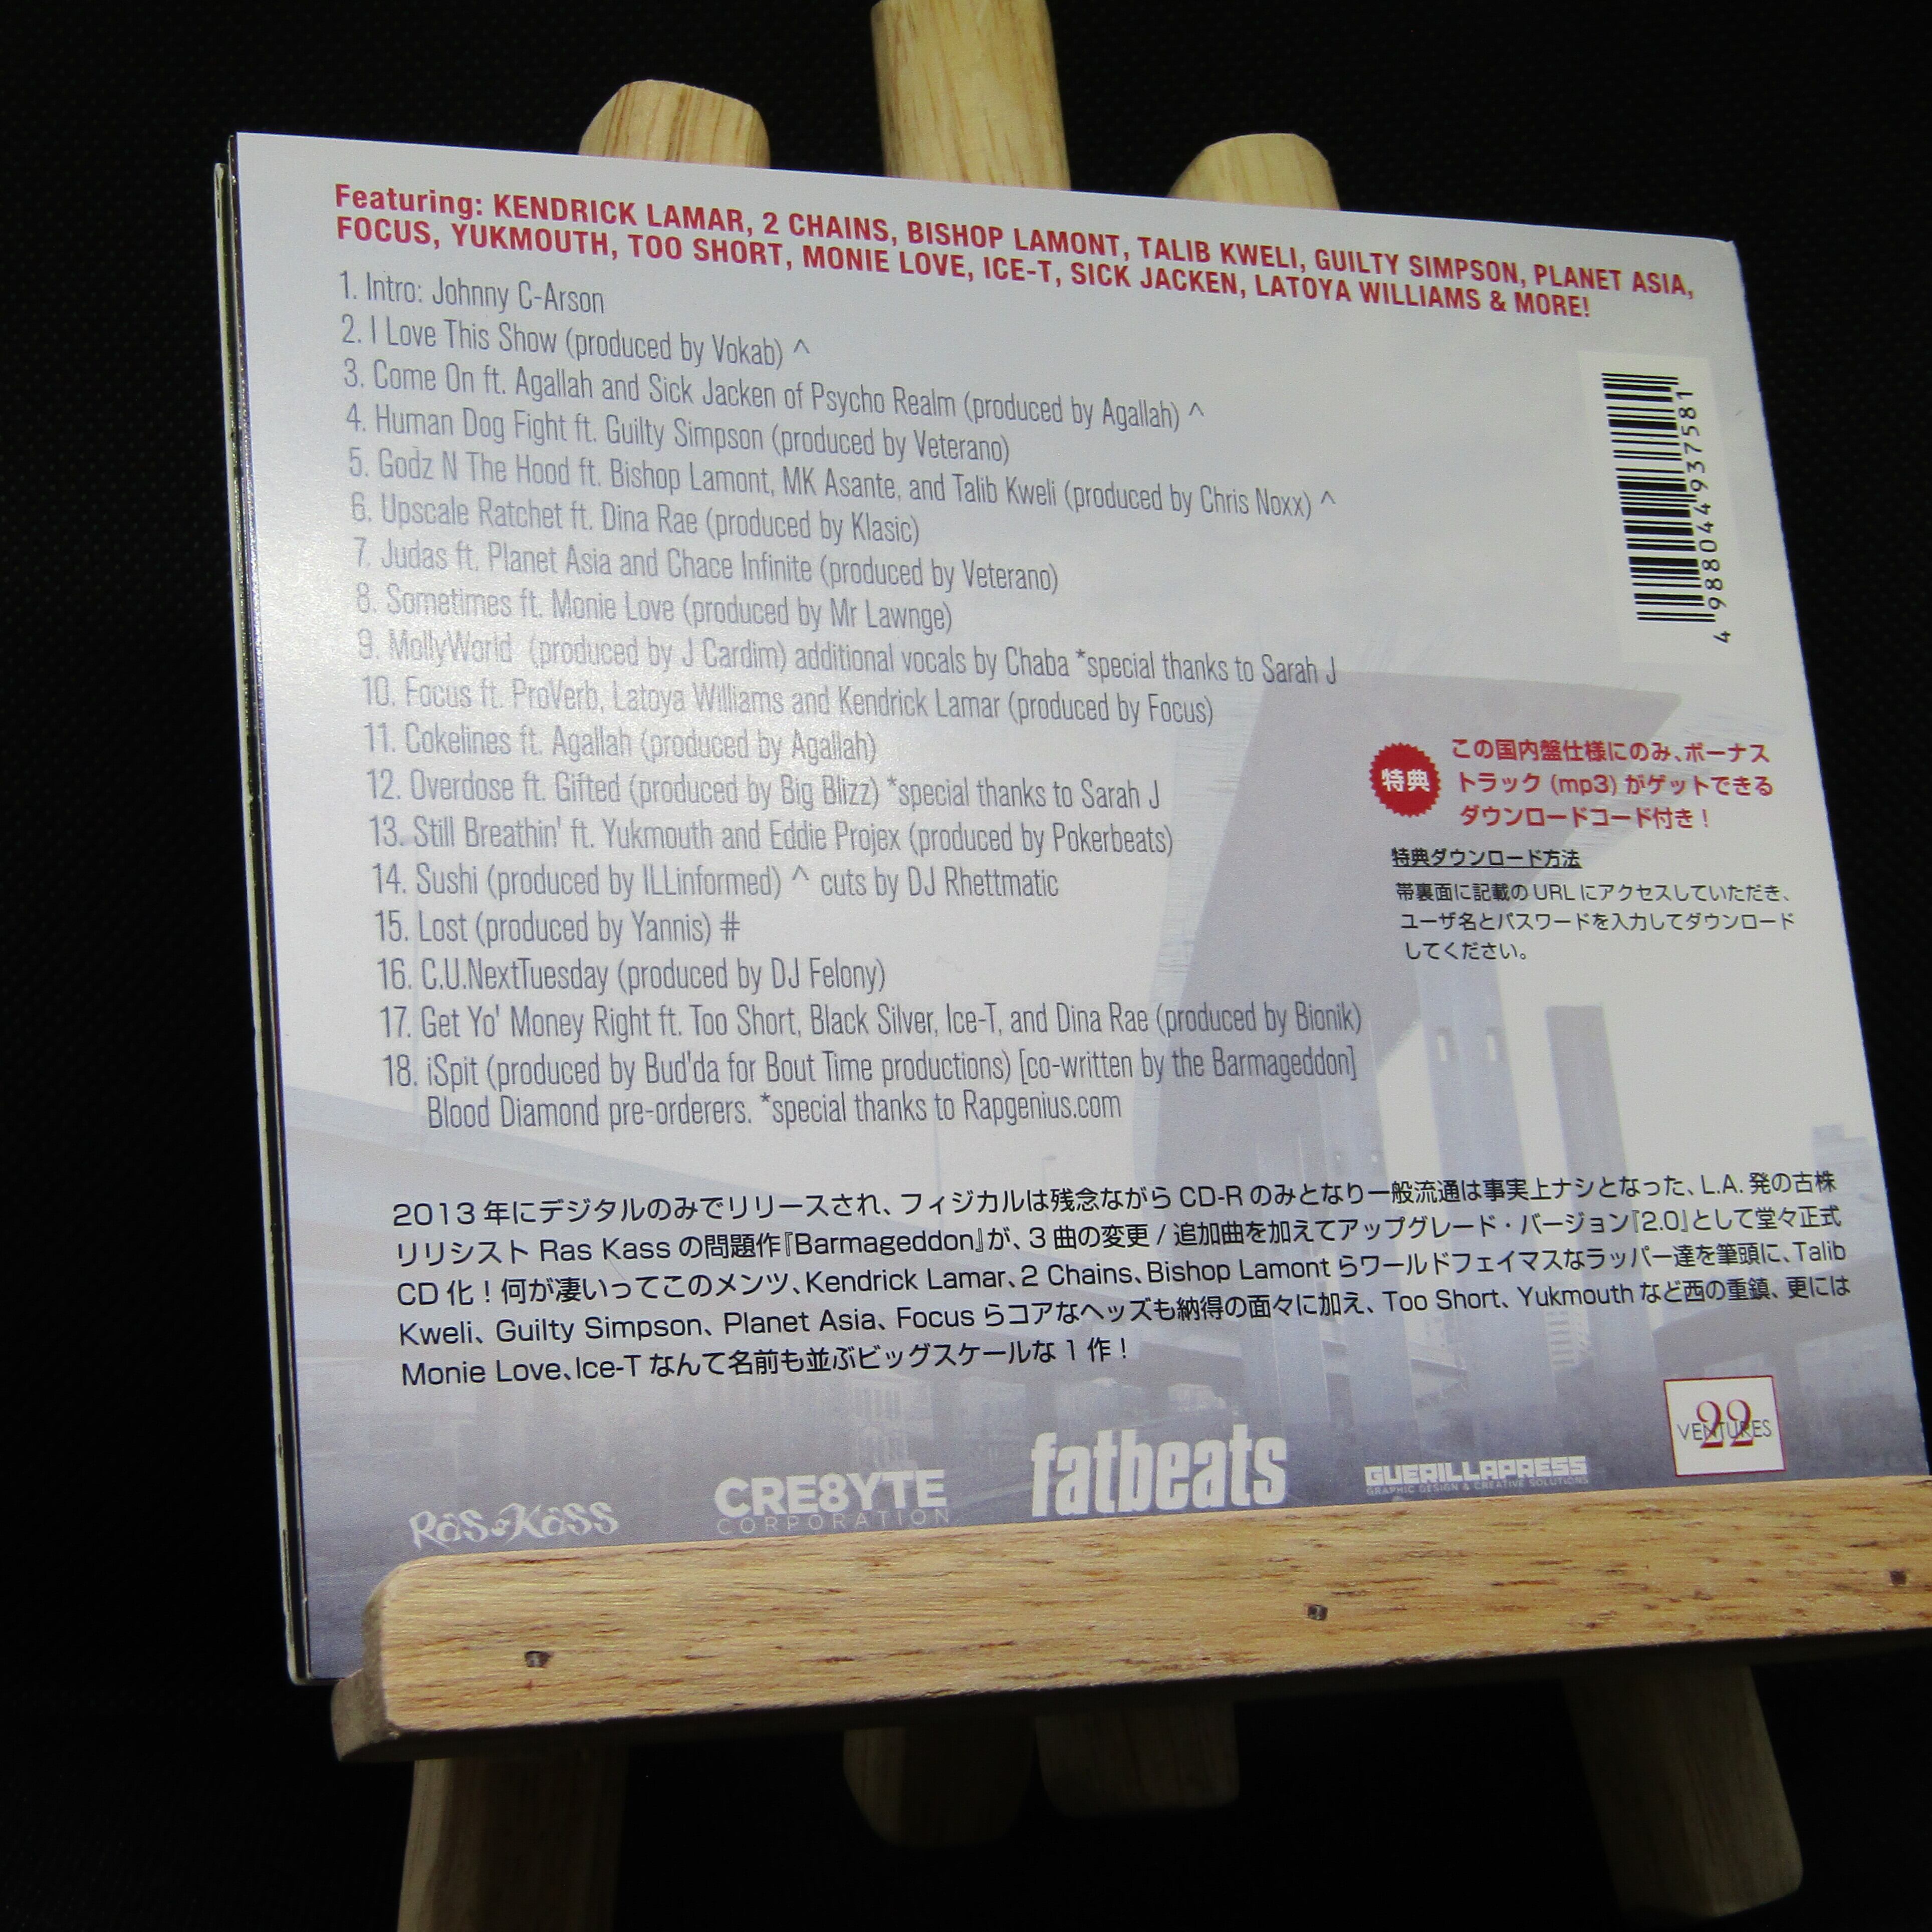 Featuring: KENDRICK LAMAR, 2 CHAINS, BISHOP LAMONT, TALIB KWELI, GUILTY SIMPSON, PLANET ASIA,
FOCUS, YUKMOUTH, TOO SHORT, MONIE LOVE, ICE-T, SICK JACKEN, LATOYA WILLIAMS & MORE!
1. Intro: Johnny C-Arson
2. I Love This Show (produced by Vokab) ^
3. Come On ft. Agallah and Sick Jacken of Psycho Realm (produced by Agallah) ^
4. Human Dog Fight ft. Guilty Simpson (produced by Veterano)
5. Godz N The Hood ft. Bishop Lamont, MK Asante, and Talib Kweli (produced by Chris Noxx) ^
6. Upscale Ratchet ft. Dina Rae (produced by Klasic)
7. Judas ft. Planet Asia and Chace Infinite (produced by Veterano)
8. Sometimes ft. Monie Love (produced by Mr Lawnge)
9. MollyWorld (produced by J Cardim) additional vocals by Chaba *special thanks to Sarah J
10. Focus ft. ProVerb, Latoya Williams and Kendrick Lamar (produced by Focus)
11. Cokelines ft. Agallah (produced by Agallah)
12. Overdose ft. Gifted (produced by Big Blizz) *special thanks to Sarah J
13. Still Breathin' ft. Yukmouth and Eddie Projex (produced by Pokerbeats)
14. Sushi (produced by ILLinformed) ^ cuts by DJ Rhettmatic
15. Lost (produced by Yannis) #
16. C.U.NextTuesday (produced by DJ Felony)
17. Get Yo' Money Right ft. Too Short, Black Silver, Ice-T, and Dina Rae (produced by Bionik)
18. iSpit (produced by Bud'da for Bout Time productions) [co-written by the Barmageddon]
Blood Diamond pre-orderers. *special thanks to Rapgenius.com
4 988044 937581
特典
この国内盤仕様にのみ、ボーナス
トラック (mp3) がゲットできる
ダウンロードコード付き！
特典ダウンロード方法
帯裏面に記載の URL にアクセスしていただき、
ユーザ名とパスワードを入力してダウンロード
してください。
2013 年にデジタルのみでリリースされ、フィジカルは残念ながら CD-R のみとなり一般流通は事実上ナシとなった、L.A. 発の古株
リリシスト Ras Kass の問題作『Barmageddon』が、3 曲の変更 / 追加曲を加えてアップグレード・バージョン『2.0』として堂々正式
CD 化！何が凄いってこのメンツ、Kendrick Lamar、2 Chains、Bishop Lamont らワールドフェイマスなラッパー達を筆頭に、Talib
Kweli、Guilty Simpson、Planet Asia、Focus らコアなヘッズも納得の面々に加え、Too Short、Yukmouth など西の重鎮、更には
Monie Love、Ice-T なんて名前も並ぶビッグスケールな 1 作！
Ras Kass
CRE8YTE
CORPORATION
fatbeats
GUERILLAPRESS
GRAPHIC DESIGN & CREATIVE SOLUTIONS
22
VENTURES